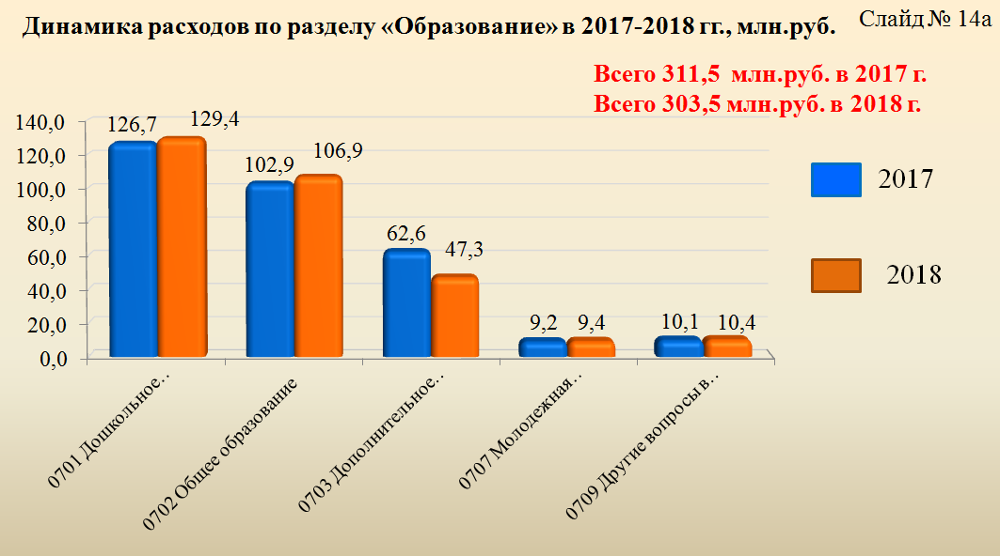 Динамика расходов по разделу «Образование» в 2017-2018 гг., млн.руб.
Слайд № 14а
Всего 311,5 млн.руб. в 2017 г.
Всего 303,5 млн.руб. в 2018 г.
140,0
120,0
100,0
80,0
60,0
40,0
20,0
0,0
126,7
129,4
102,9
106,9
62,6
47,3
9,2
9,4
10,1
10,4
0701 Дошкольное..
0702 Общее образование
0703 Дополнительное..
0707 Молодежная..
0709 Другие вопросы в..
2017
2018